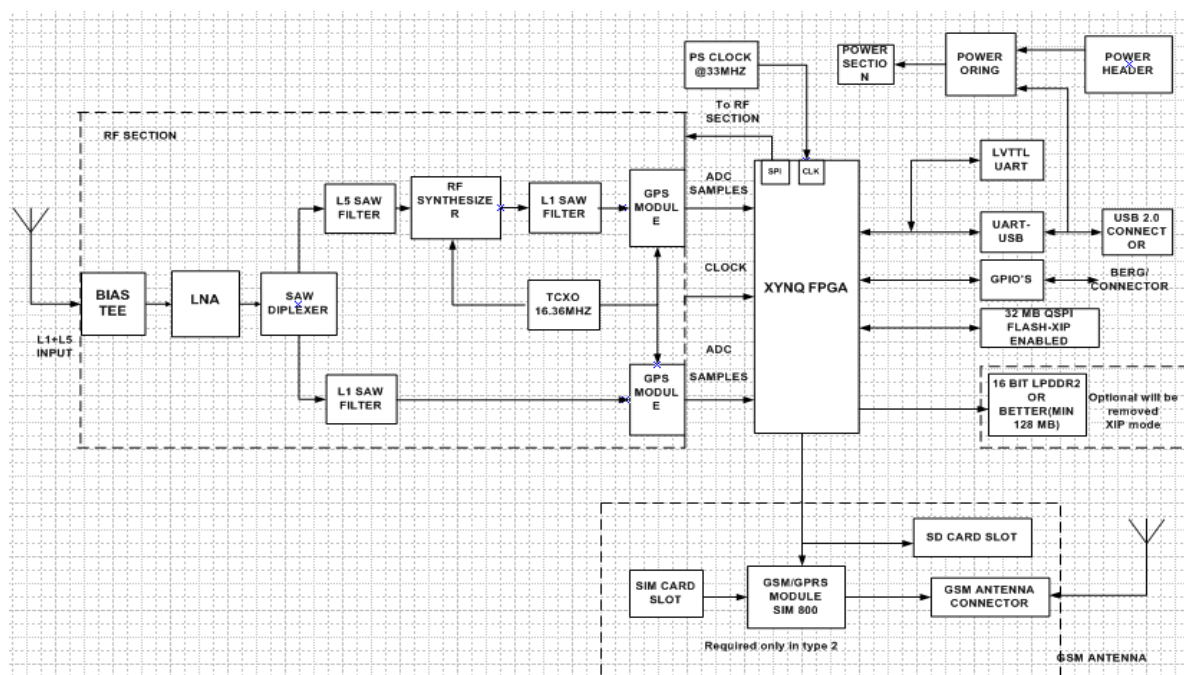 PS CLOCK
@33MHZ
POWER
SECTIO
N
POWER
ORING
POWER
HEADER
To RF
SECTION
RF SECTION
SPI
CLK
LVTTL
UART
L5 SAW
FILTER
RF
SYNTHESIZE
R
L1 SAW
FILTER
GPS
MODUL
E
ADC
SAMPLES
UART-
USB
USB 2.0
CONNECT
OR
BIAS
TEE
LNA
SAW
DIPLEXER
TCXO
16.36MHZ
CLOCK
XYNQ FPGA
GPIO'S
BERG/
CONNECTOR
L1+L5
INPUT
32 MB QSPI
FLASH-XIP
ENABLED
L1 SAW
FILTER
GPS
MODUL
E
ADC
SAMPLES
16 BIT LPDDR2
OR
BETTER(MIN
128 MB)
Optional will be
removed
XIP mode
SD CARD SLOT
SIM CARD
SLOT
GSM/GPRS
MODULE
SIM 800
GSM ANTENNA
CONNECTOR
Required only in type 2
GSM ANTENNA